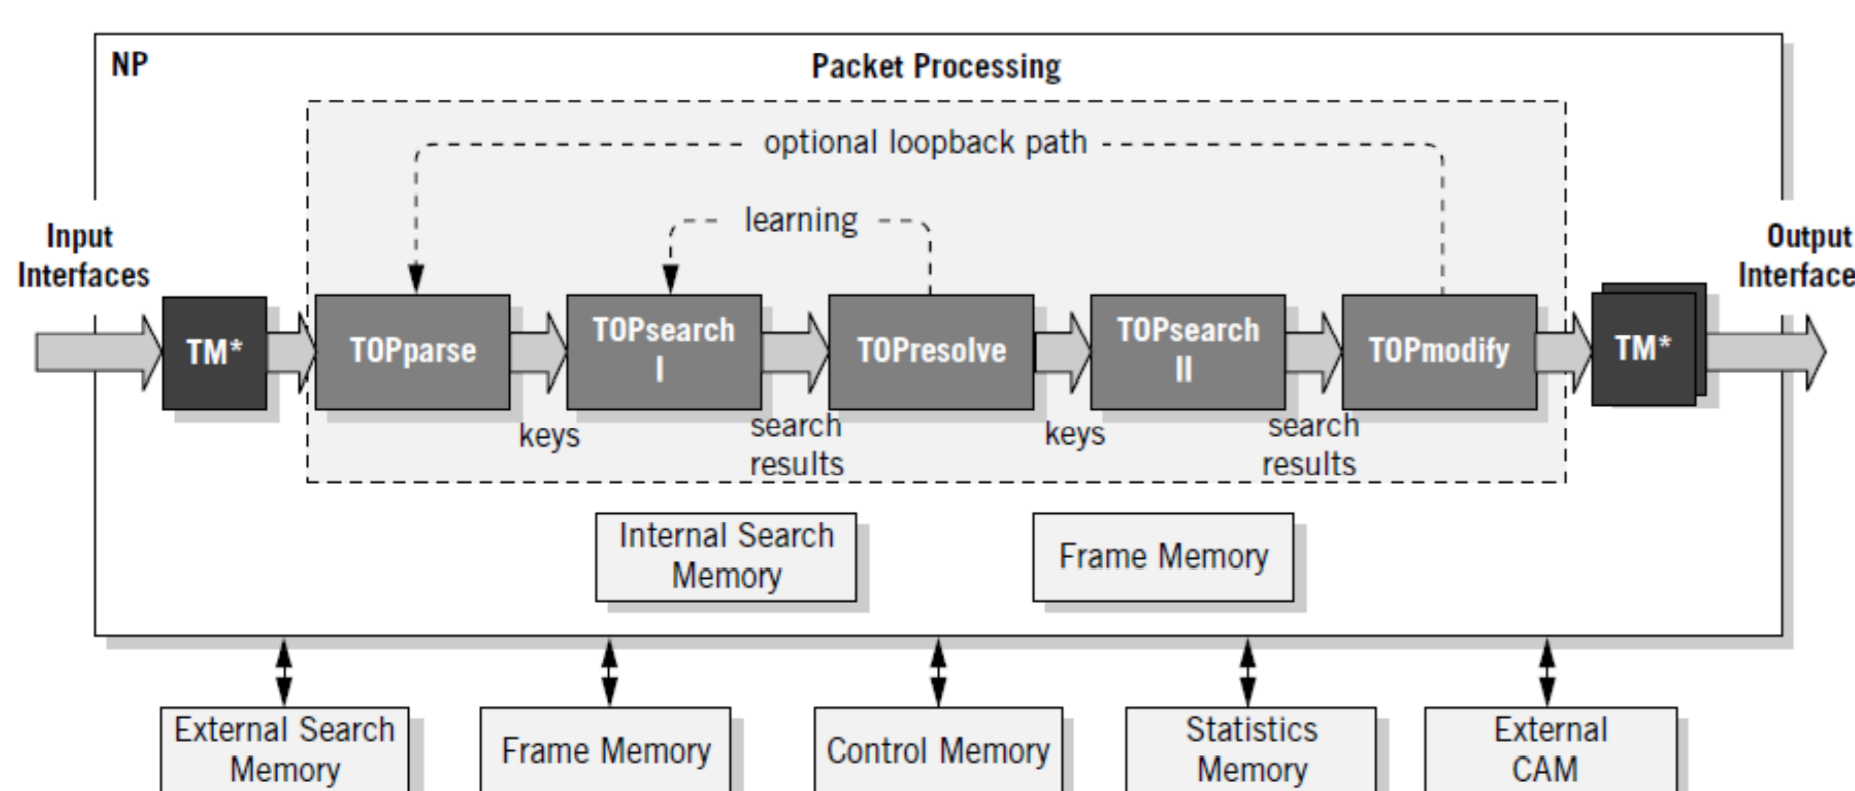 NP
Packet Processing
optional loopback path
learning
Input
Interfaces
Output
Interface
TM*
TOPparse
TOPsearch
I
TOPresolve
TOPsearch
II
TOPmodify
TM*
keys
search
results
keys
search
results
Internal Search
Memory
Frame Memory
External Search
Memory
Frame Memory
Control Memory
Statistics
Memory
External
CAM